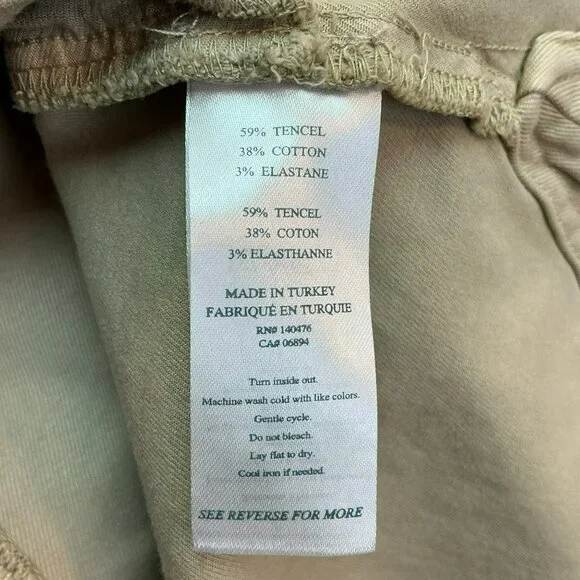 59% TENCEL
38% COTTON
3% ELASTANE
59% TENCEL
38% COTON
3% ELASTHANNE
MADE IN TURKEY
FABRIQUÉ EN TURQUIE
RN# 140476
CA# 06894
Turn inside out.
Machine wash cold with like colors.
Gentle cycle.
Do not bleach.
Lay flat to dry.
Cool iron if needed.
SEE REVERSE FOR MORE